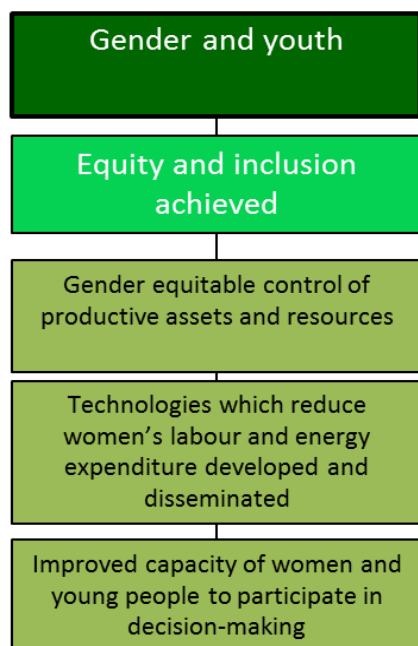 Gender and youth
Equity and inclusion
achieved
Gender equitable control of
productive assets and resources
Technologies which reduce
women’s labour and energy
expenditure developed and
disseminated
Improved capacity of women and
young people to participate in
decision-making